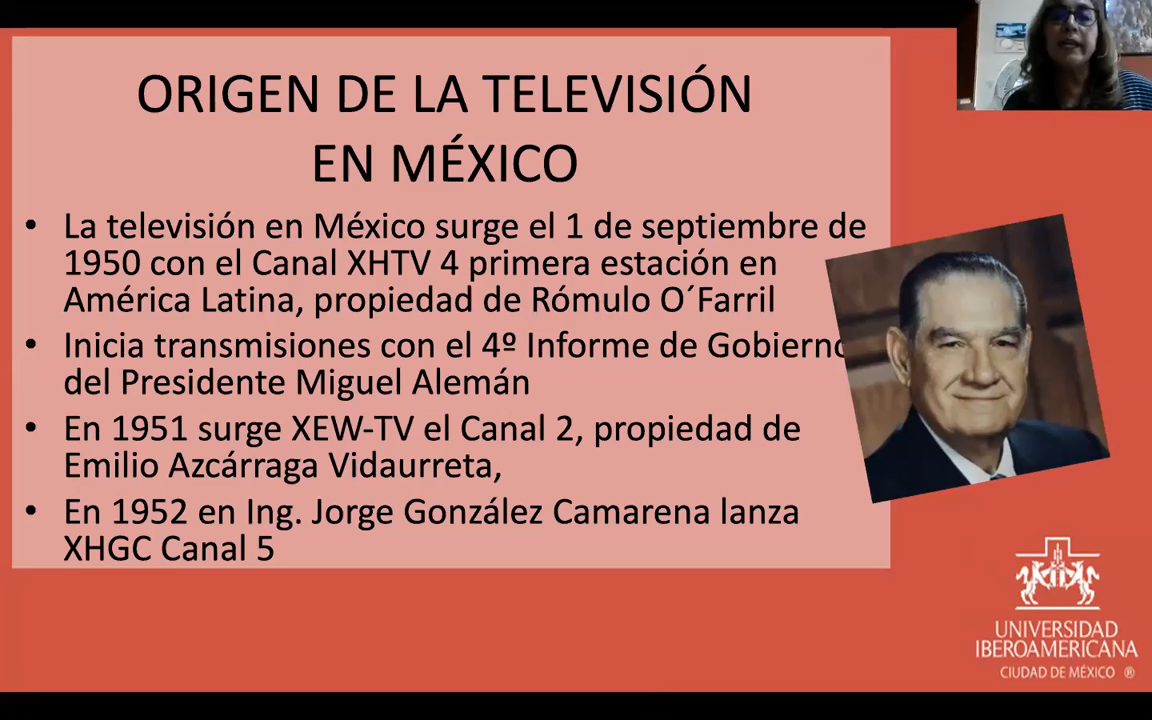 ORIGEN DE LA TELEVISIÓN
EN MÉXICO
• La televisión en México surge el 1 de septiembre de
1950 con el Canal XHTV 4 primera estación en
América Latina, propiedad de Rómulo O´Farril
• Inicia transmisiones con el 4º Informe de Gobierno
del Presidente Miguel Alemán
• En 1951 surge XEW-TV el Canal 2, propiedad de
Emilio Azcárraga Vidaurreta,
• En 1952 en Ing. Jorge González Camarena lanza
XHGC Canal 5
UNIVERSIDAD
IBEROAMERICANA
CIUDAD DE MÉXICO ®